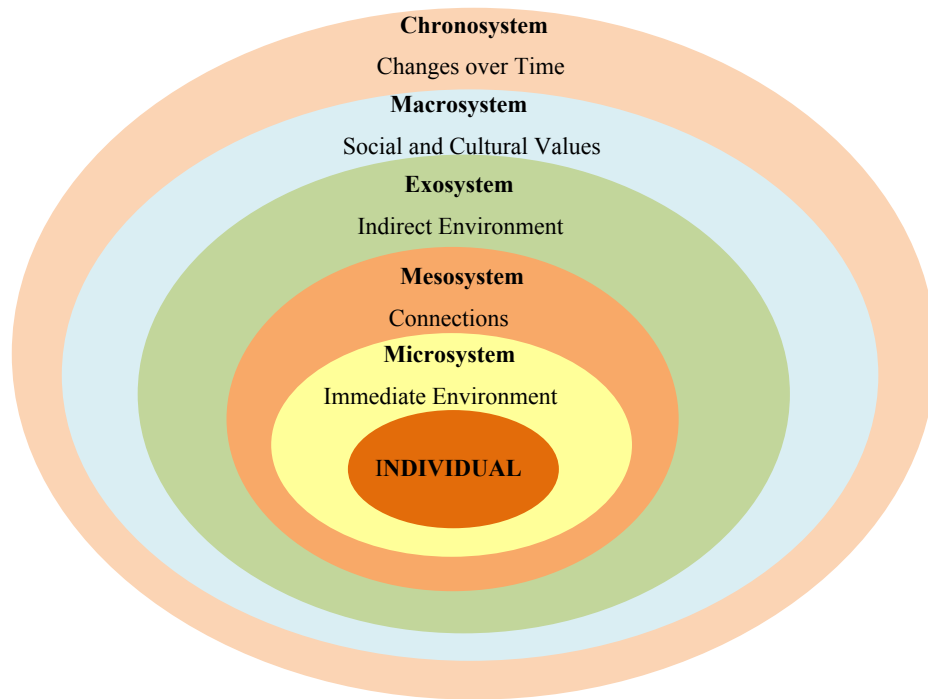 Chronosystem
Changes over Time
Macrosystem
Social and Cultural Values
Exosystem
Indirect Environment
Mesosystem
Connections
Microsystem
Immediate Environment
INDIVIDUAL